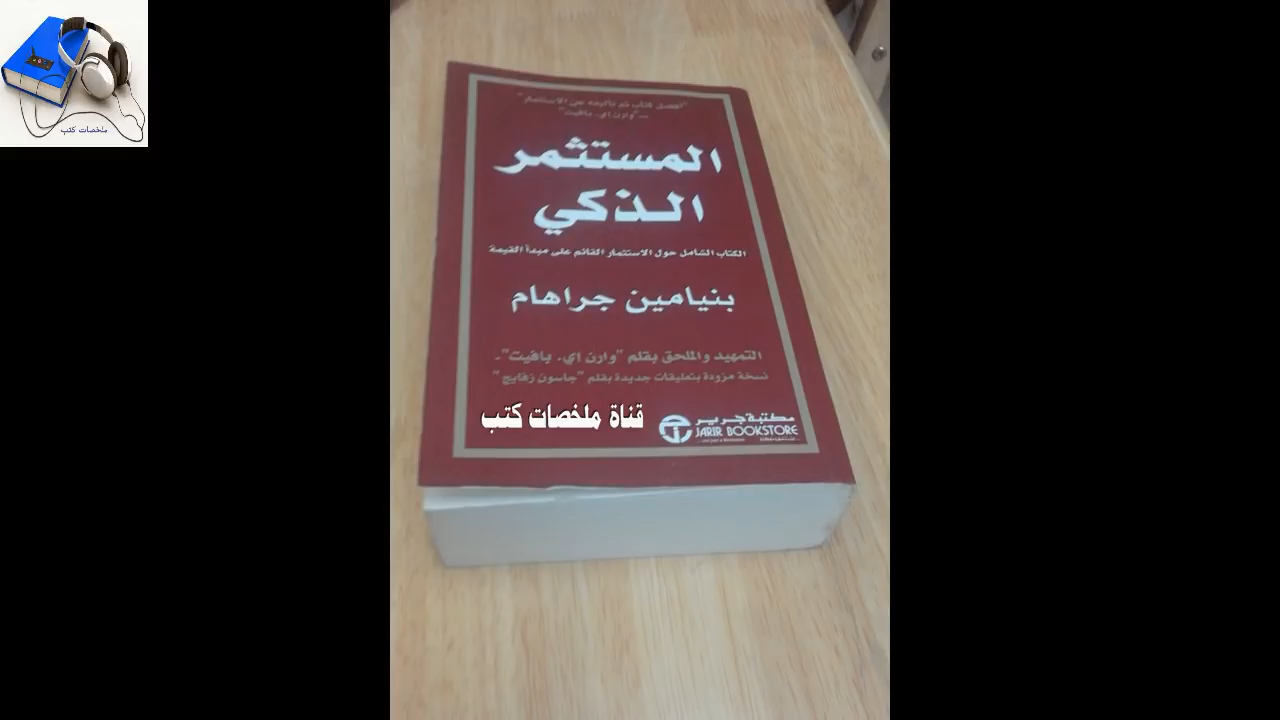 ملخصات كتب
"أفضل كتاب تم تأليفه عن الاستثمار"
–"وارن اي. بافيت"
المستثمر
الذكي
الكتاب الشامل حول الاستثمار القائم على مبدأ القيمة
بنيامين جراهام
التمهيد والملحق بقلم "وارن اي. بافيت".
نسخة مزودة بتعليقات جديدة بقلم "جاسون زفايج"
قناة ملخصات كتب
مكتبة جرير
JARIR BOOKSTORE